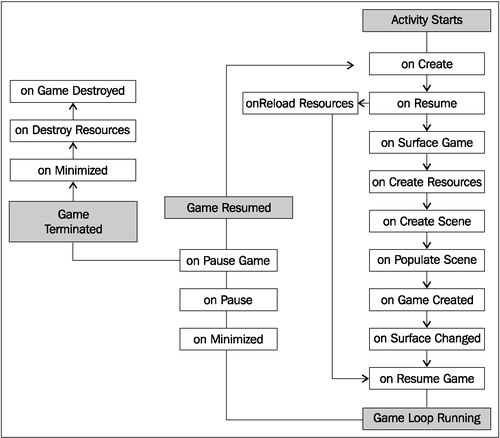 Activity Starts
on Create
on Game Destroyed
onReload Resources
on Resume
on Destroy Resources
on Surface Game
on Minimized
on Create Resources
Game
Terminated
Game Resumed
on Create Scene
on Pause Game
on Populate Scene
on Pause
on Game Created
on Minimized
on Surface Changed
on Resume Game
Game Loop Running